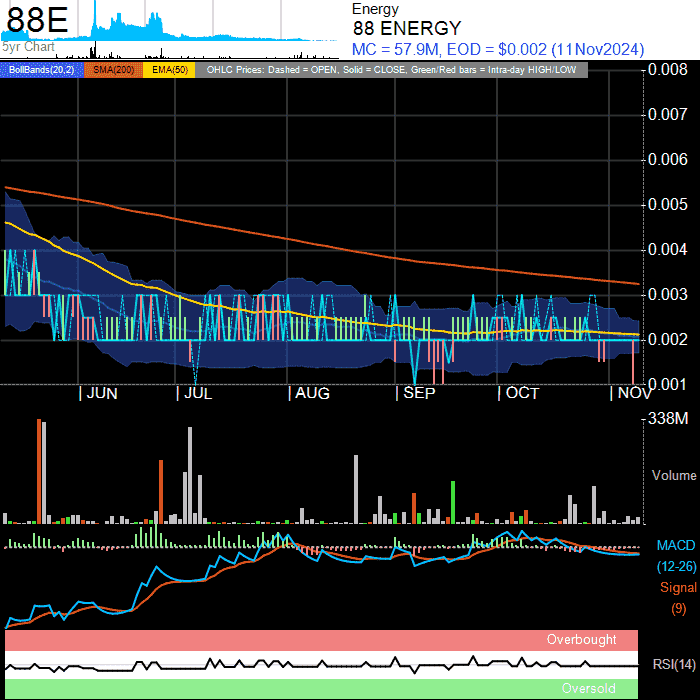 88E
5yr Chart
Energy
88 ENERGY
MC = 57.9M, EOD = $0.002 (11Nov2024)
BollBands(20,2) SMA(200) EMA(50) OHLC Prices: Dashed = OPEN, Solid = CLOSE, Green/Red bars = Intra-day HIGH/LOW
0.008
0.007
0.006
0.005
0.004
0.003
0.002
0.001
JUN JUL AUG SEP OCT NOV
338M
Volume
MACD
(12-26)
Signal
(9)
Overbought
RSI(14)
Oversold